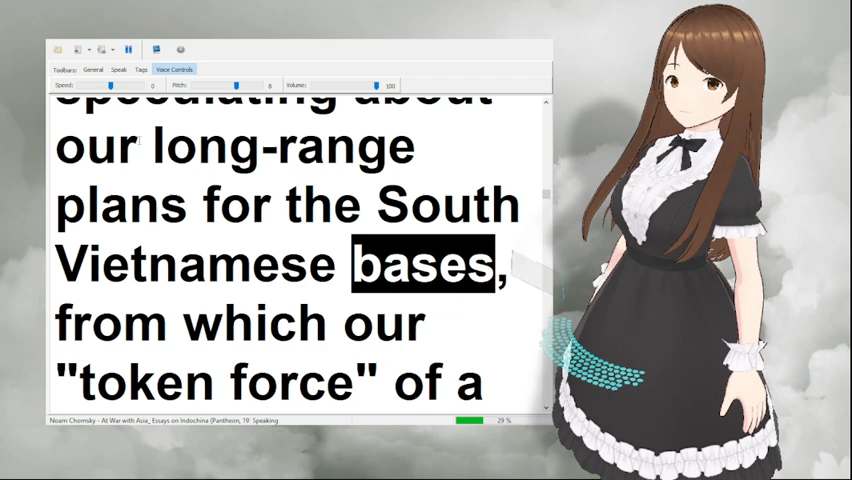 Toolbars: General Speak Tags Voice Controls
Speed: 0 Pitch: 8 Volume: 100
speculating about
our long-range
plans for the South
Vietnamese bases,
from which our
"token force" of a
Noam Chomsky - At War with Asia_ Essays on Indochina (Pantheon, 19 Speaking 29 %